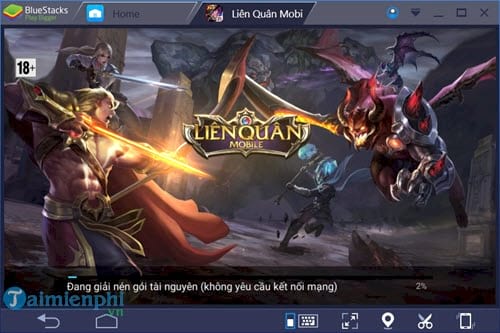 BlueStacks
Play Bigger
Home
Liên Quân Mobi
18+
LIÊN QUÂN
MOBILE
Đang giải nén gói tài nguyên (không yêu cầu kết nối mạng)
2%
Taimienphi
.vn